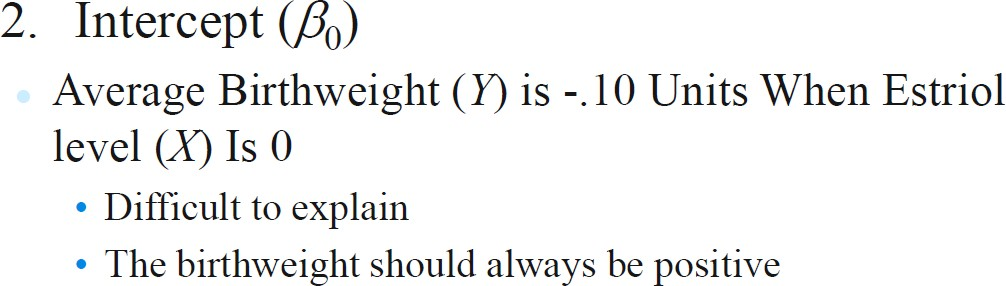 2. Intercept (β₀)
• Average Birthweight (Y) is -.10 Units When Estriol
level (X) Is 0
• Difficult to explain
• The birthweight should always be positive